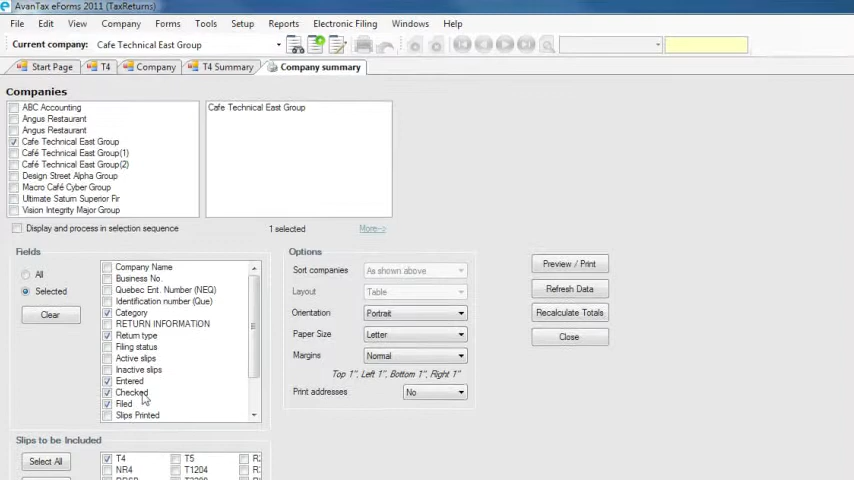 AvanTax eForms 2011 (TaxReturns)
File Edit View Company Forms Tools Setup Reports Electronic Filing Windows Help
Current company: Cafe Technical East Group
Start Page T4 Company T4 Summary Company summary
Companies
ABC Accounting
Angus Restaurant
Angus Restaurant
Cafe Technical East Group
Café Technical East Group(1)
Café Technical East Group(2)
Design Street Alpha Group
Macro Café Cyber Group
Ultimate Saturn Superior Fir
Vision Integrity Major Group
Cafe Technical East Group
Display and process in selection sequence
1 selected
More-->
Fields
All
Selected
Clear
Company Name
Business No.
Quebec Ent. Number (NEQ)
Identification number (Que)
Category
RETURN INFORMATION
Return type
Filing status
Active slips
Inactive slips
Entered
Checked
Filed
Slips Printed
Options
Sort companies As shown above
Layout Table
Orientation Portrait
Paper Size Letter
Margins Normal
Top 1", Left 1", Bottom 1", Right 1"
Print addresses No
Preview / Print
Refresh Data
Recalculate Totals
Close
Slips to be Included
Select All
T4 T5
NR4 T1204